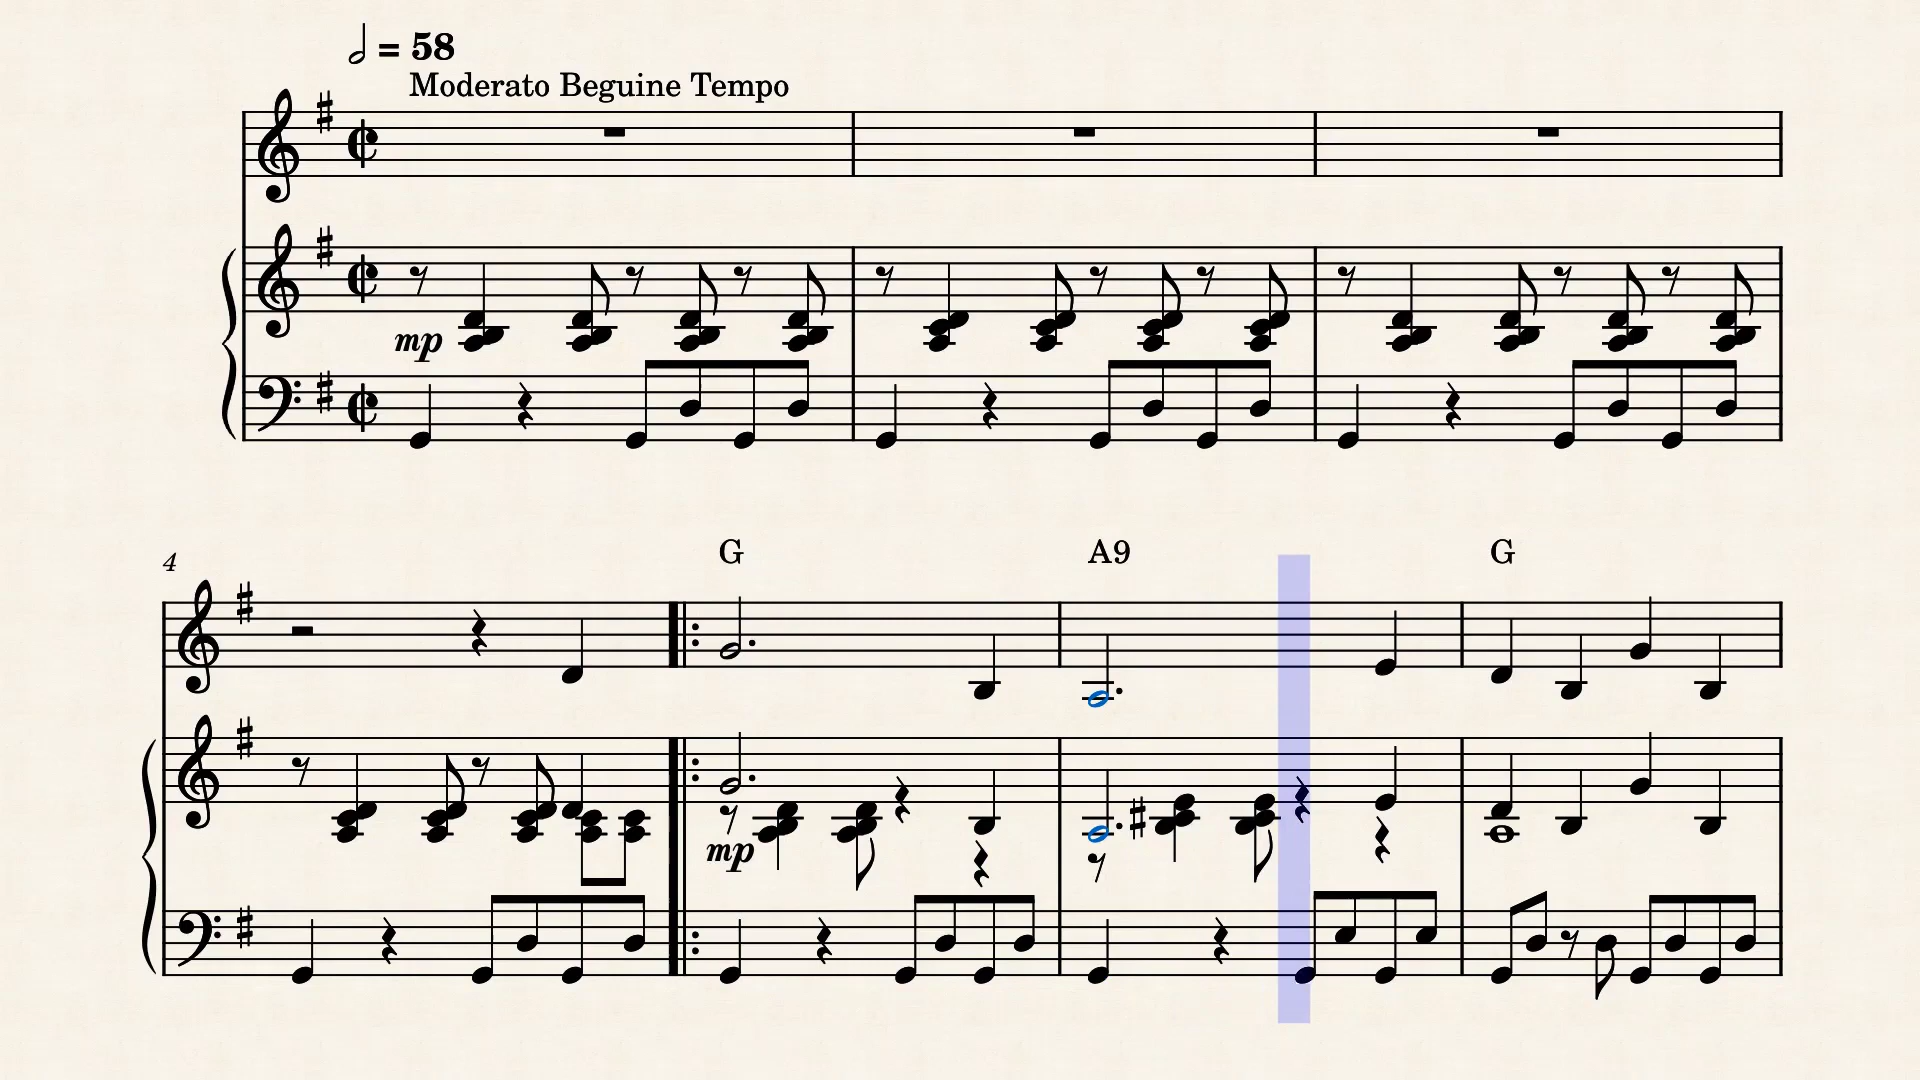 𝅗𝅥 = 58
Moderato Beguine Tempo
mp
4
G A9 G
mp